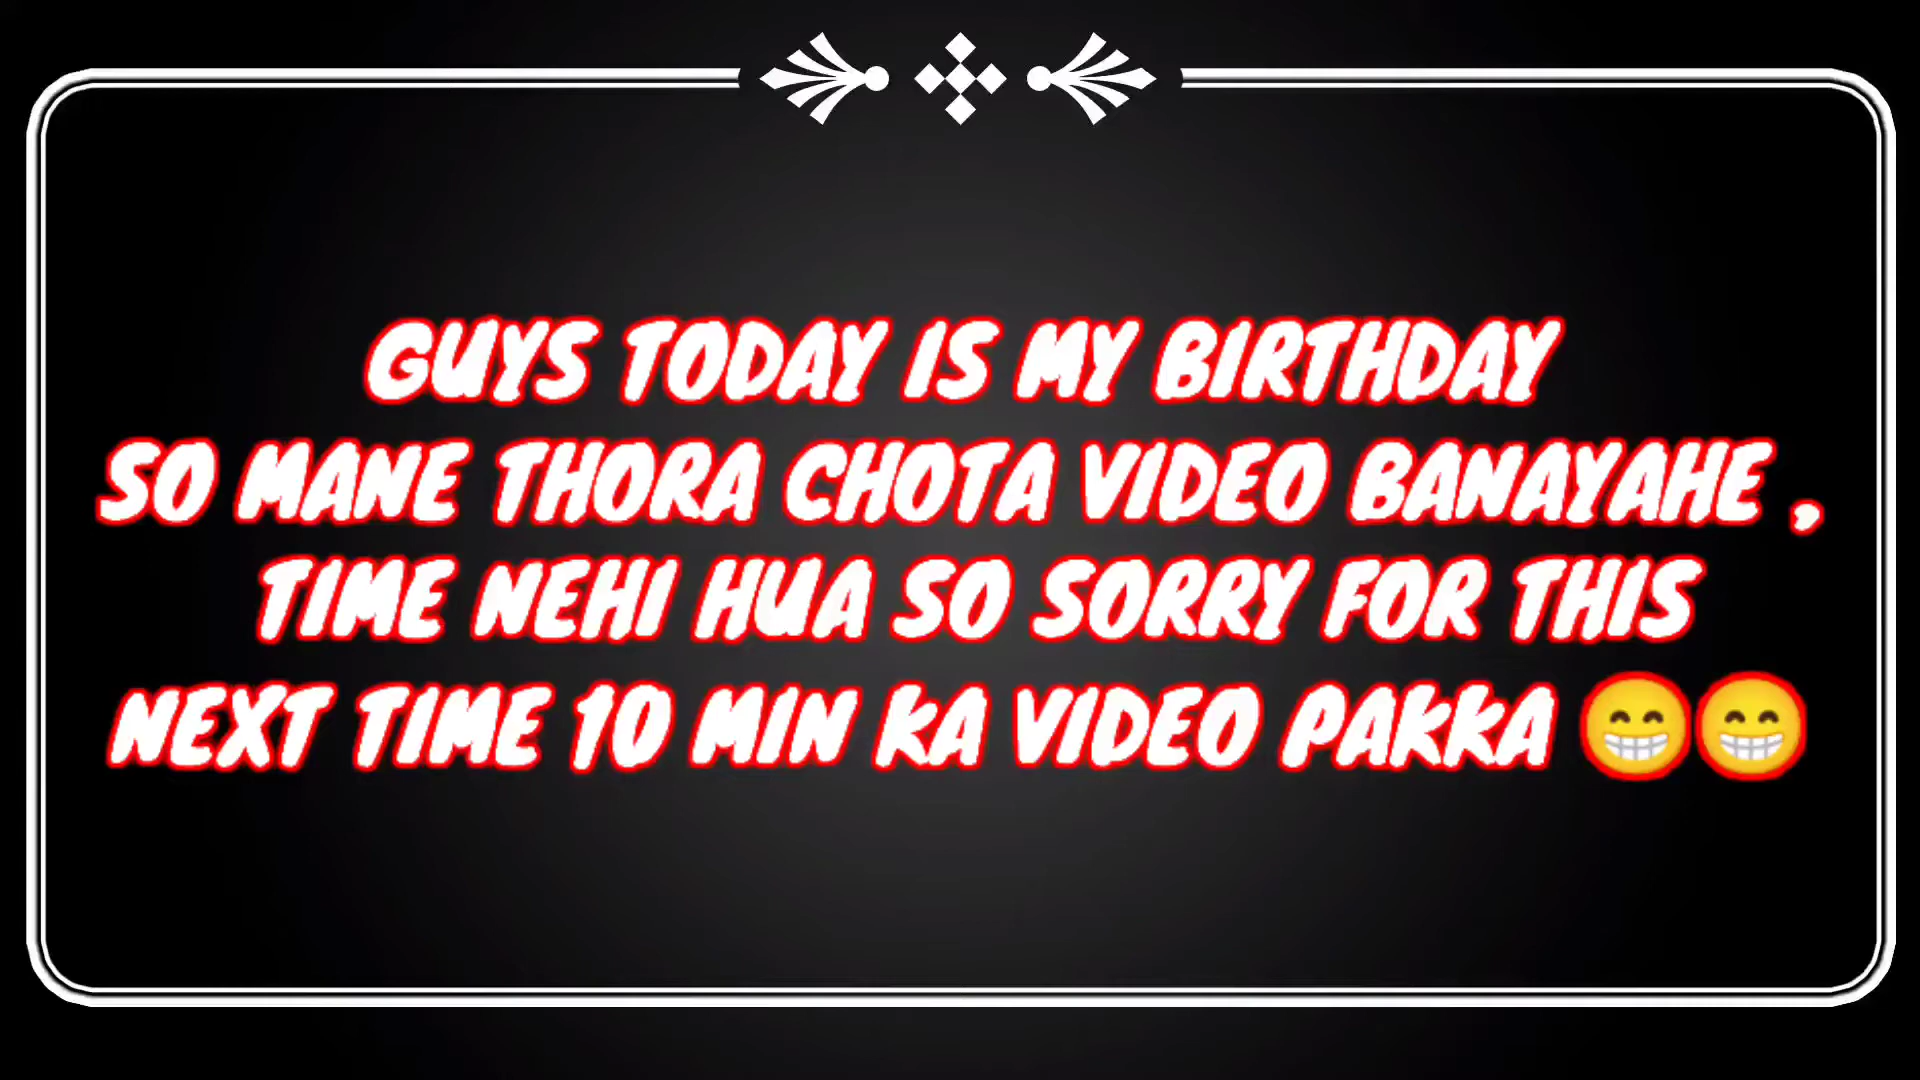 GUYS TODAY IS MY BIRTHDAY
SO MANE THORA CHOTA VIDEO BANAYAHE ,
TIME NEHI HUA SO SORRY FOR THIS
NEXT TIME 10 MIN KA VIDEO PAKKA 😁😁